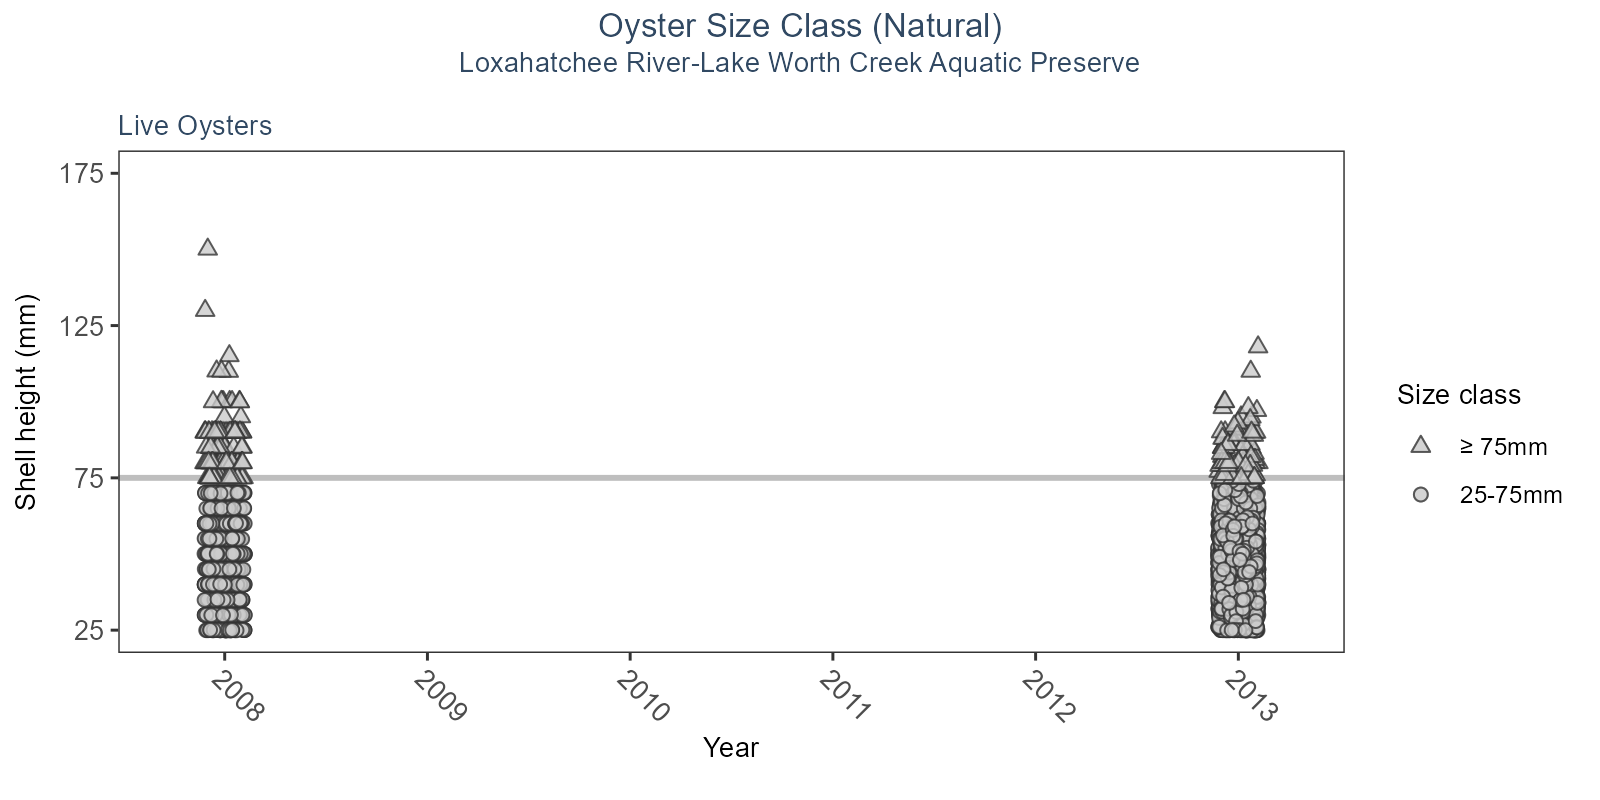 Oyster Size Class (Natural)
Loxahatchee River-Lake Worth Creek Aquatic Preserve
Live Oysters
175
125
75
25
Shell height (mm)
2008
2009
2010
2011
2012
2013
Year
Size class
≥ 75mm
25-75mm